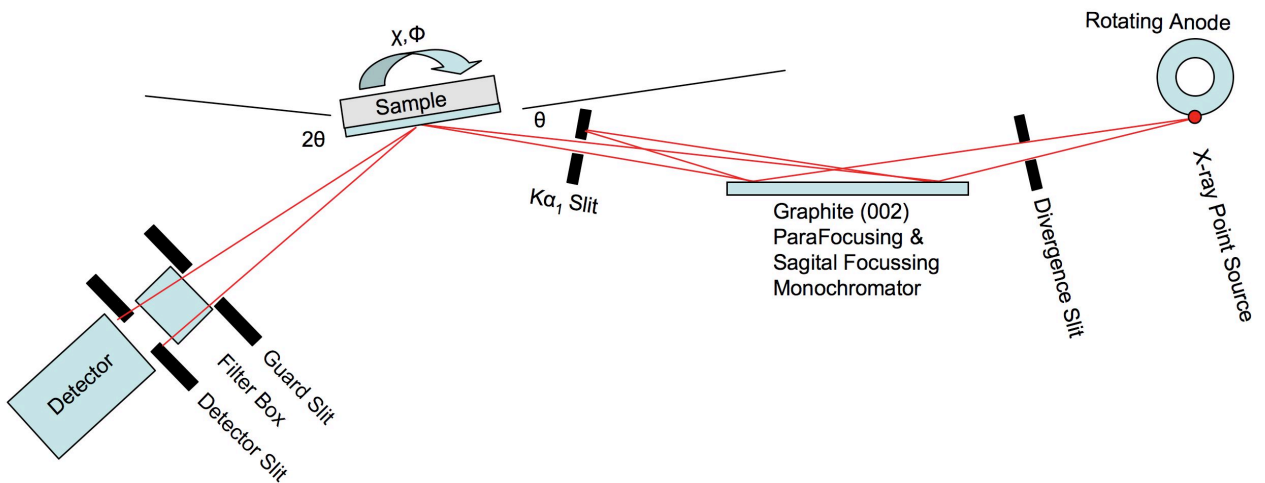 Rotating Anode
χ,Φ
Sample
θ
2θ
Kα₁ Slit
Graphite (002)
ParaFocusing &
Sagital Focussing
Monochromator
Divergence Slit
X-ray Point Source
Detector
Filter Box
Guard Slit
Detector Slit